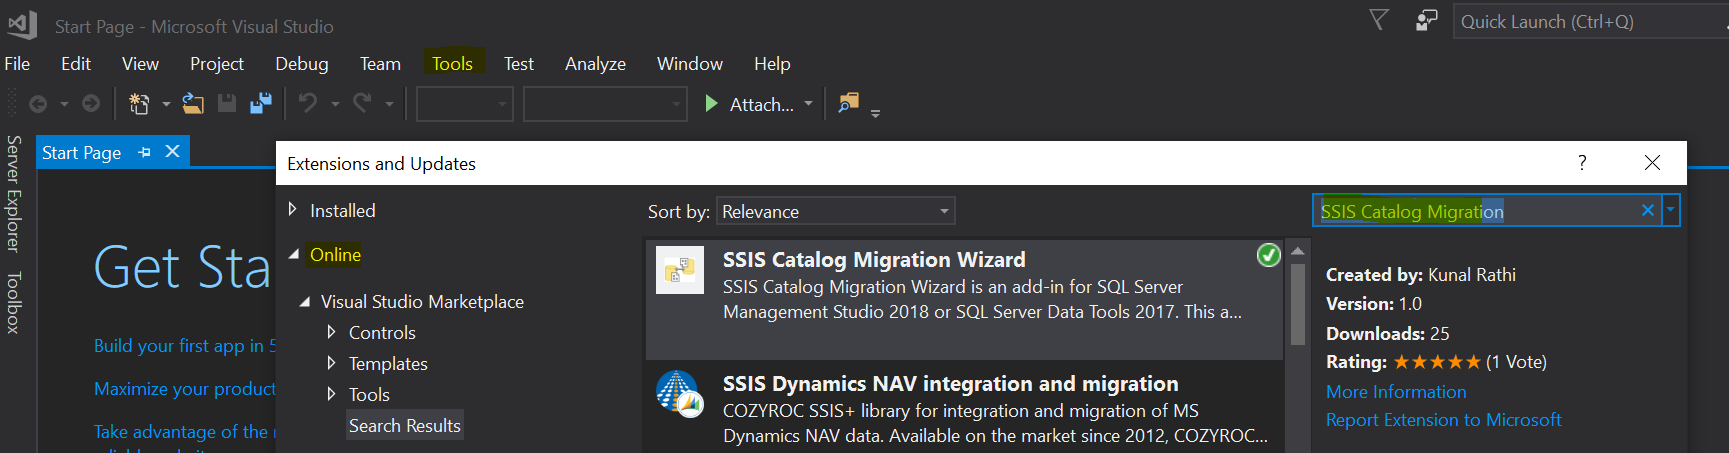 Start Page - Microsoft Visual Studio
Quick Launch (Ctrl+Q)
File Edit View Project Debug Team Tools Test Analyze Window Help
Attach...
Server Explorer
Toolbox
Start Page
Get Sta
Build your first app in 5
Maximize your product
Take advantage of the
Extensions and Updates
?
Installed
Online
Visual Studio Marketplace
Controls
Templates
Tools
Search Results
Sort by: Relevance
SSIS Catalog Migration Wizard
SSIS Catalog Migration Wizard is an add-in for SQL Server
Management Studio 2018 or SQL Server Data Tools 2017. This a...
SSIS Dynamics NAV integration and migration
COZYROC SSIS+ library for integration and migration of MS
Dynamics NAV data. Available on the market since 2012, COZYROC...
SSIS Catalog Migration
Created by: Kunal Rathi
Version: 1.0
Downloads: 25
Rating: ★★★★★ (1 Vote)
More Information
Report Extension to Microsoft